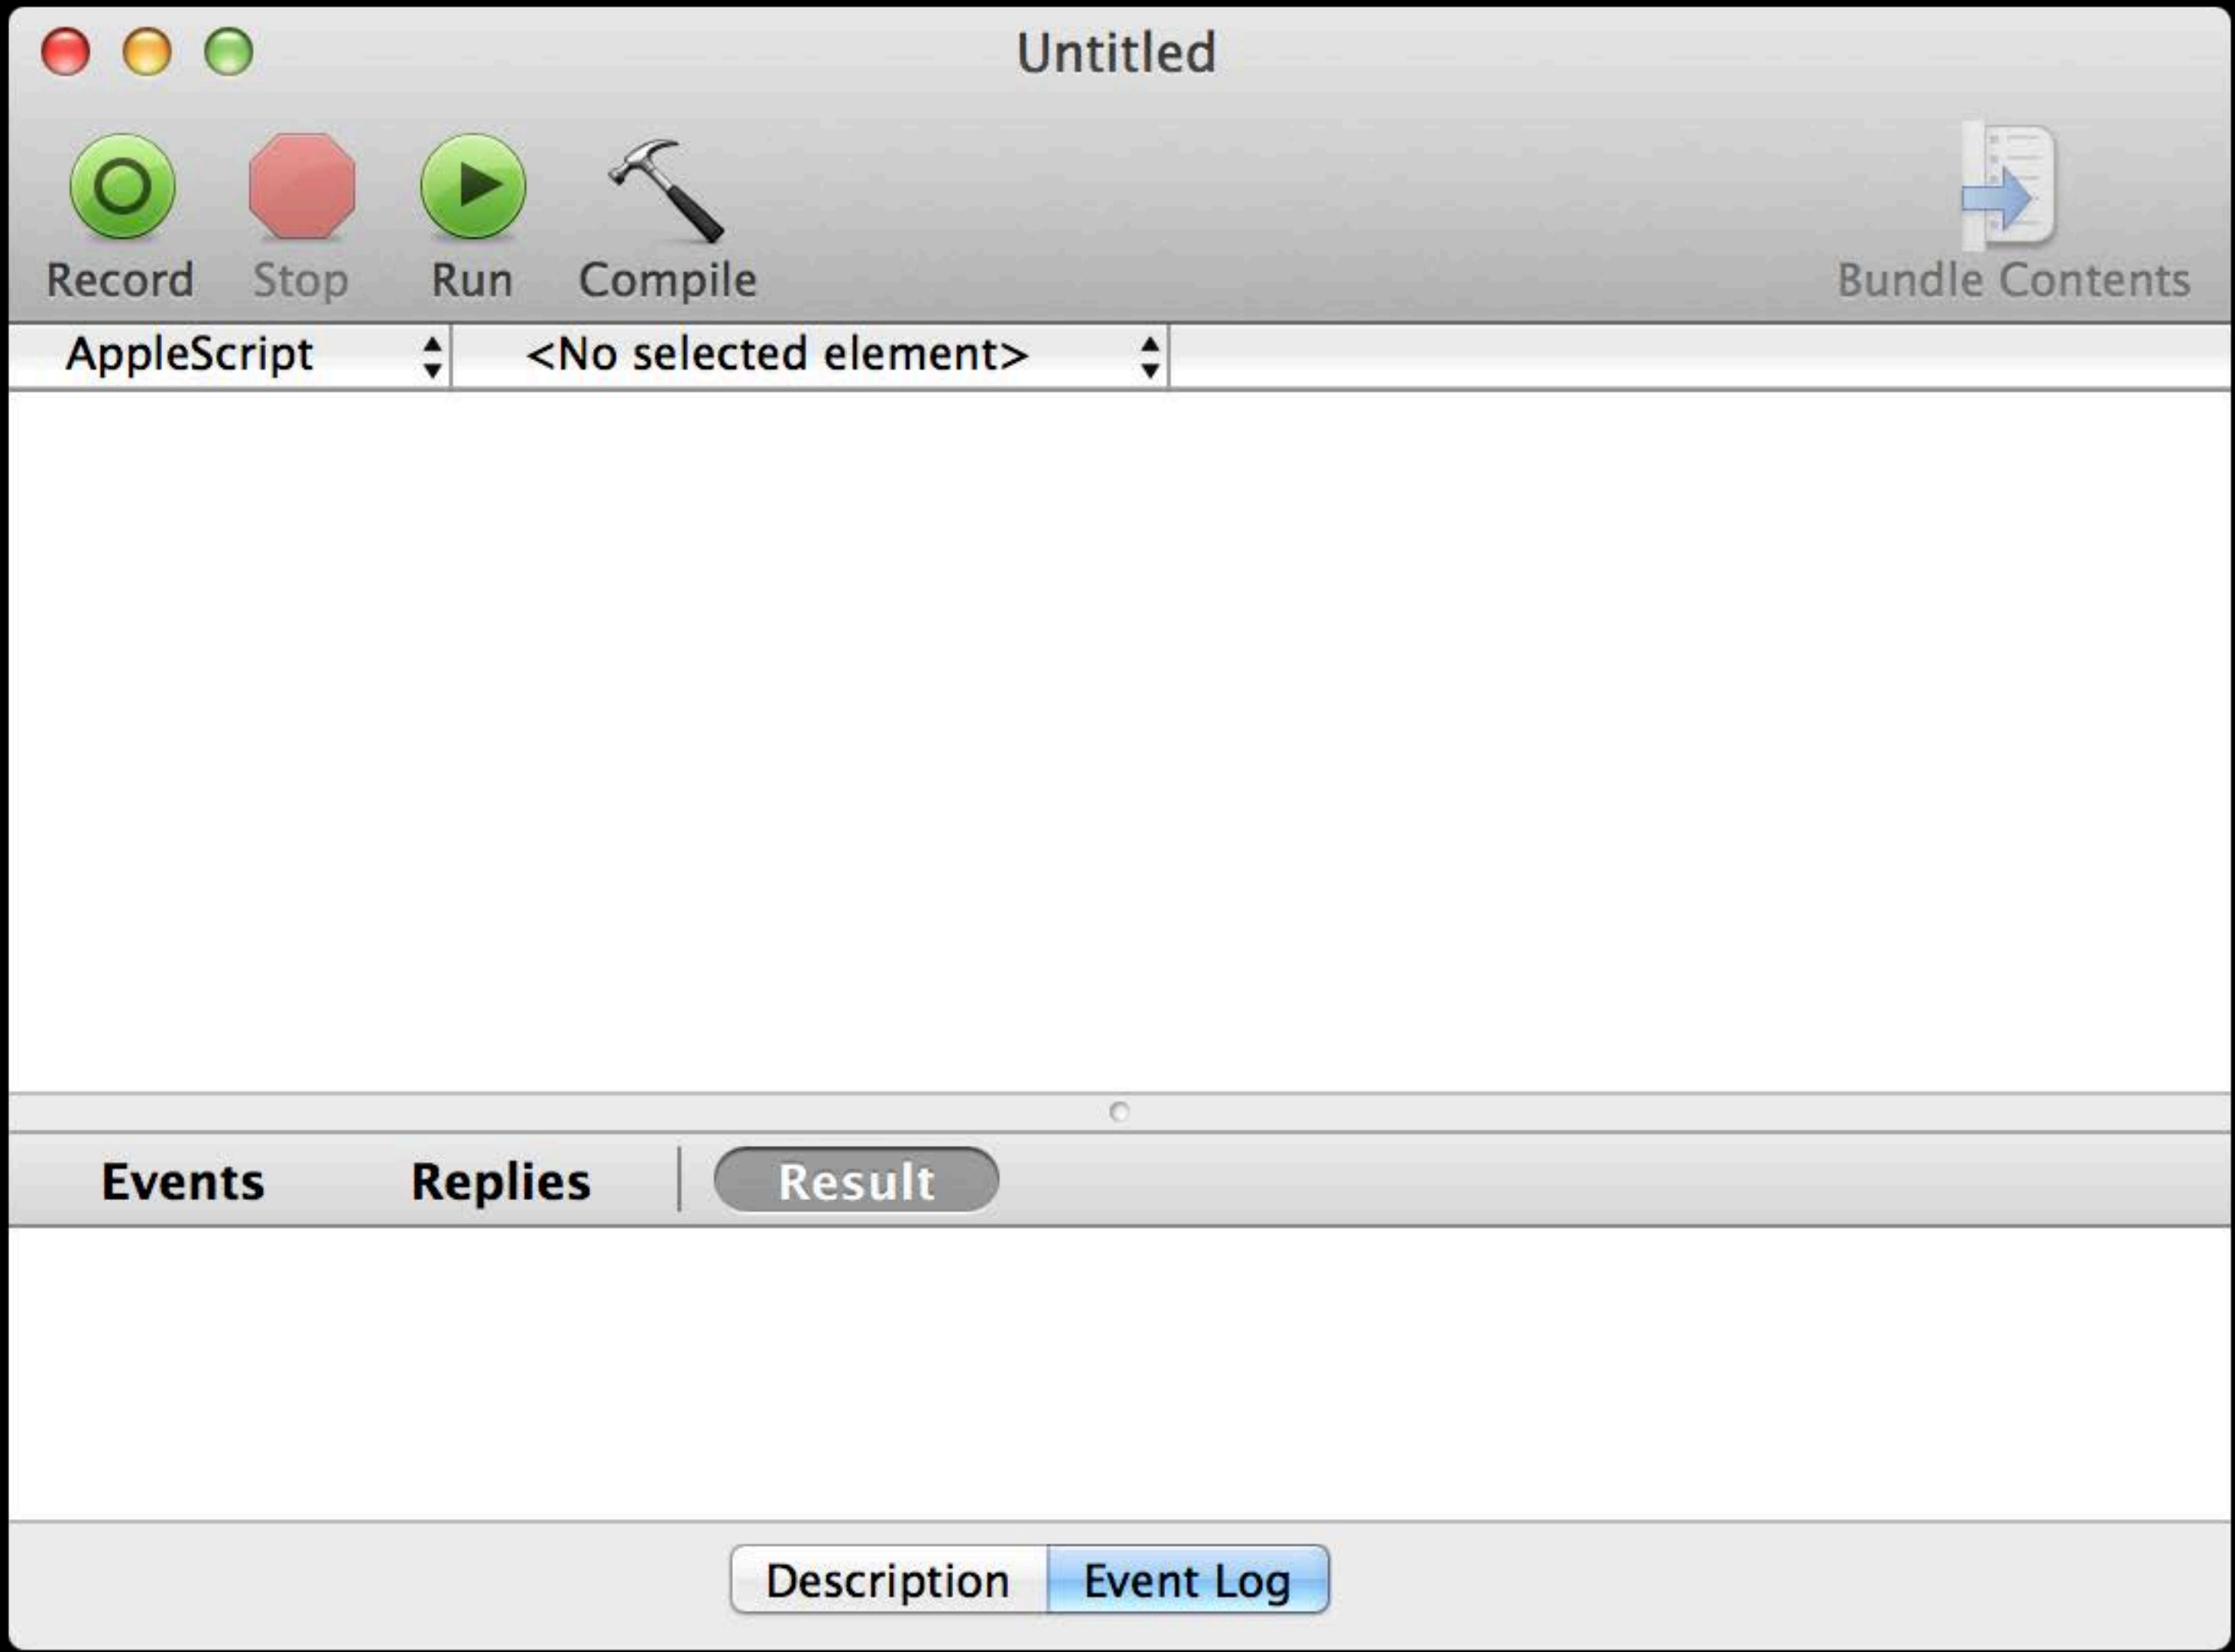 Untitled
Record Stop Run Compile Bundle Contents
AppleScript <No selected element>
Events Replies Result
Description Event Log